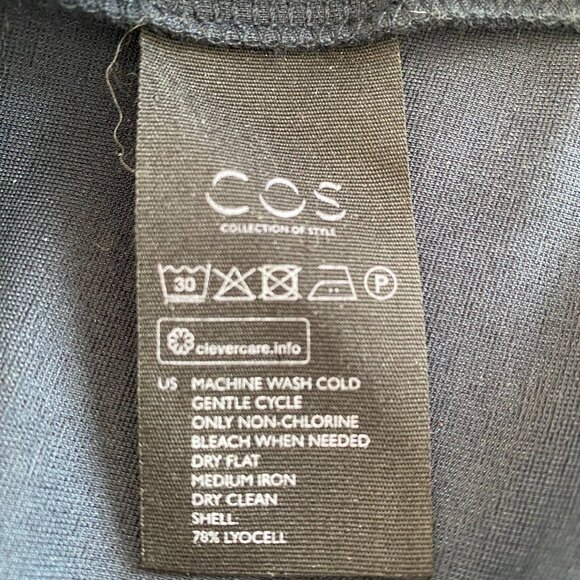 COS
COLLECTION OF STYLE
30 P
clevercare.info
US MACHINE WASH COLD
GENTLE CYCLE
ONLY NON-CHLORINE
BLEACH WHEN NEEDED
DRY FLAT
MEDIUM IRON
DRY CLEAN
SHELL:
78% LYOCELL